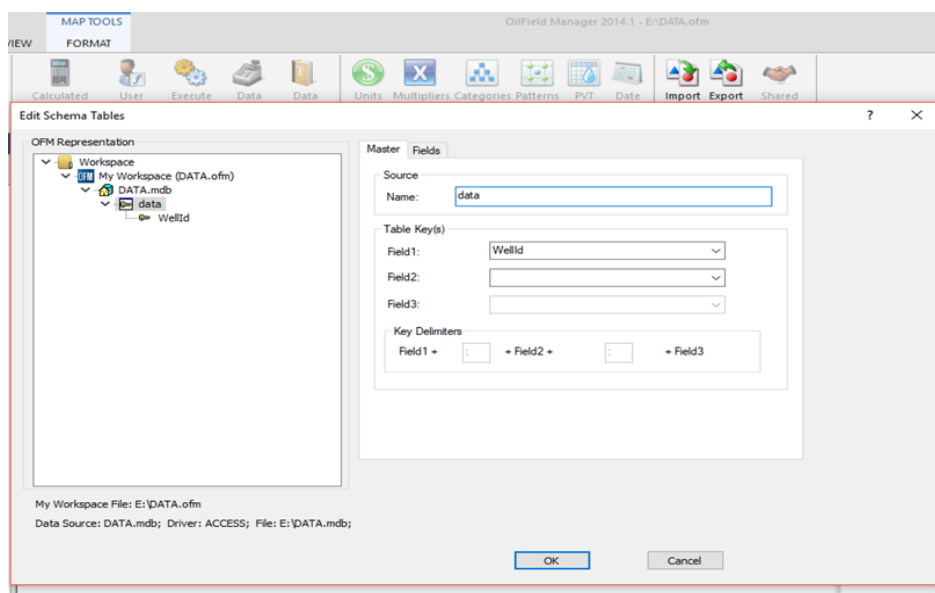 MAP TOOLS
OilField Manager 2014.1 - E:\DATA.ofm
/IEW FORMAT
Calculated User Execute Data Data Units Multipliers Categories Patterns PVT Date Import Export Shared
Edit Schema Tables ? ×
OFM Representation
Workspace
OFM My Workspace (DATA.ofm)
DATA.mdb
data
WellId
Master Fields
Source
Name: data
Table Key(s)
Field1: WellId
Field2:
Field3:
Key Delimiters
Field1 + : + Field2 + : + Field3
My Workspace File: E:\DATA.ofm
Data Source: DATA.mdb; Driver: ACCESS; File: E:\DATA.mdb;
OK Cancel